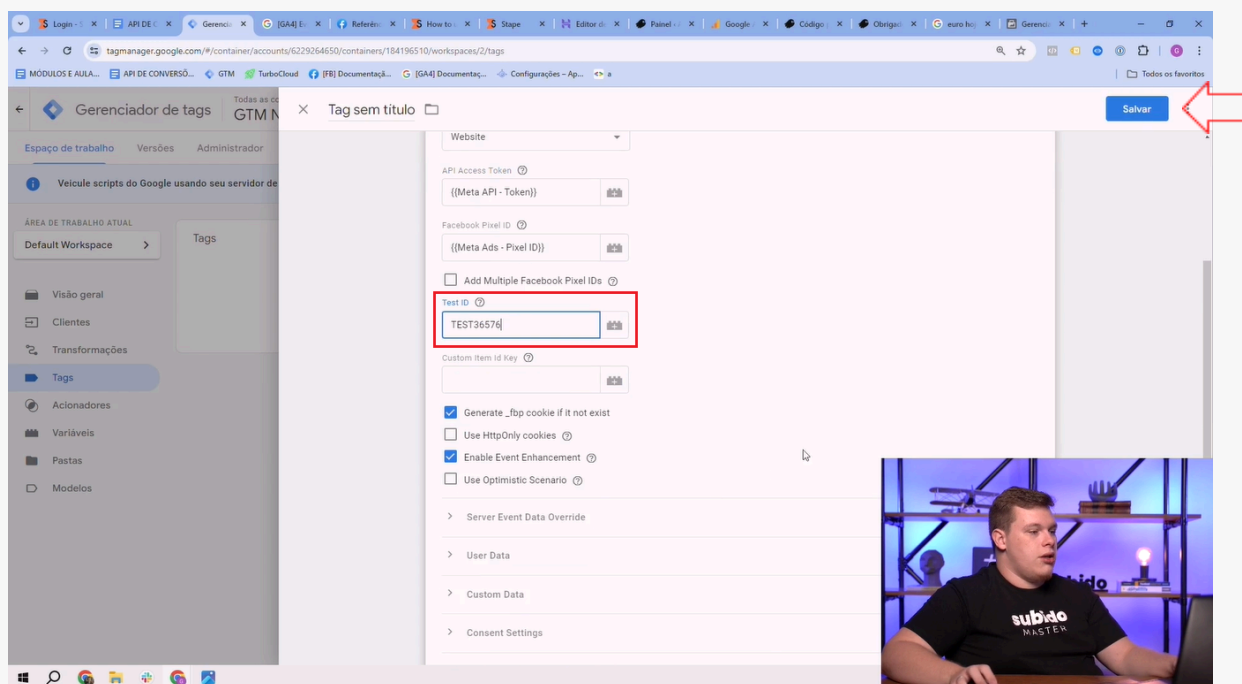 Login - S
API DE C
Gerencia
[GA4] Ev
Referênc
How to u
Stape
Editor de
Painel -
Google
Código
Obrigad
euro hoj
Gerencia
tagmanager.google.com/#/container/accounts/6229264650/containers/184196510/workspaces/2/tags
MÓDULOS E AULA...
API DE CONVERSÕ...
GTM
TurboCloud
[FB] Documentaçã...
[GA4] Documentaç...
Configurações – Ap...
Todos os favoritos
Gerenciador de tags
Todas as co
GTM N
Tag sem título
Salvar
Espaço de trabalho
Versões
Administrador
Veicule scripts do Google usando seu servidor de
ÁREA DE TRABALHO ATUAL
Default Workspace
Tags
Visão geral
Clientes
Transformações
Tags
Acionadores
Variáveis
Pastas
Modelos
Website
API Access Token
{{Meta API - Token}}
Facebook Pixel ID
{{Meta Ads - Pixel ID}}
Add Multiple Facebook Pixel IDs
Test ID
TEST36576
Custom Item Id Key
Generate _fbp cookie if it not exist
Use HttpOnly cookies
Enable Event Enhancement
Use Optimistic Scenario
Server Event Data Override
User Data
Custom Data
Consent Settings
subido
MASTER